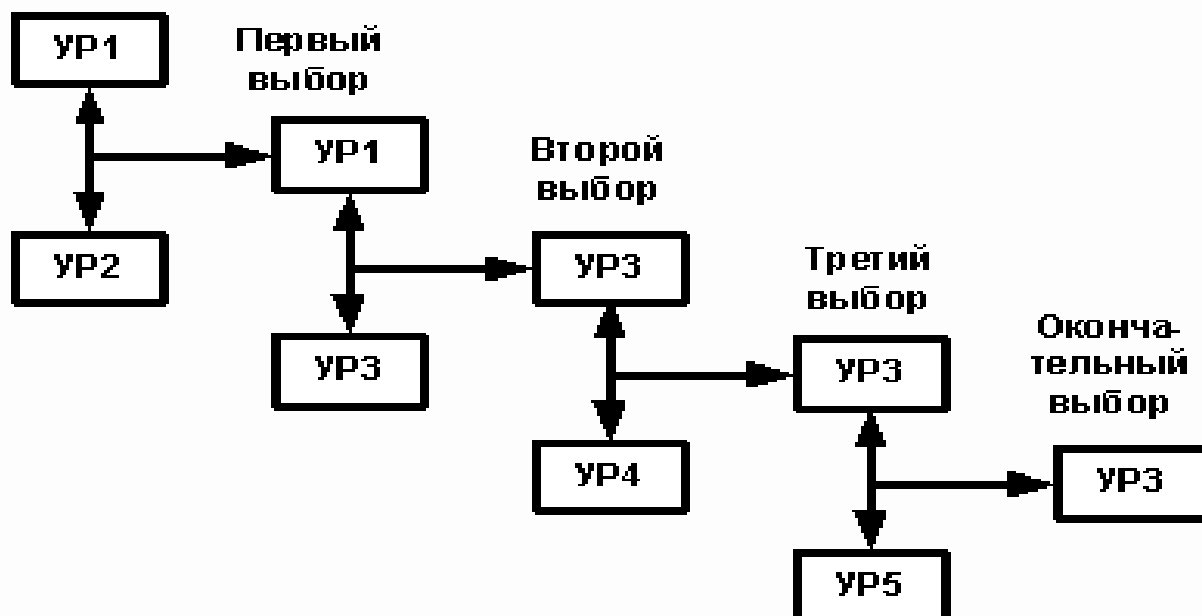 УР1
Первый
выбор
УР1
УР2
Второй
выбор
УР3
УР3
Третий
выбор
УР3
УР4
Оконча-
тельный
выбор
УР3
УР5